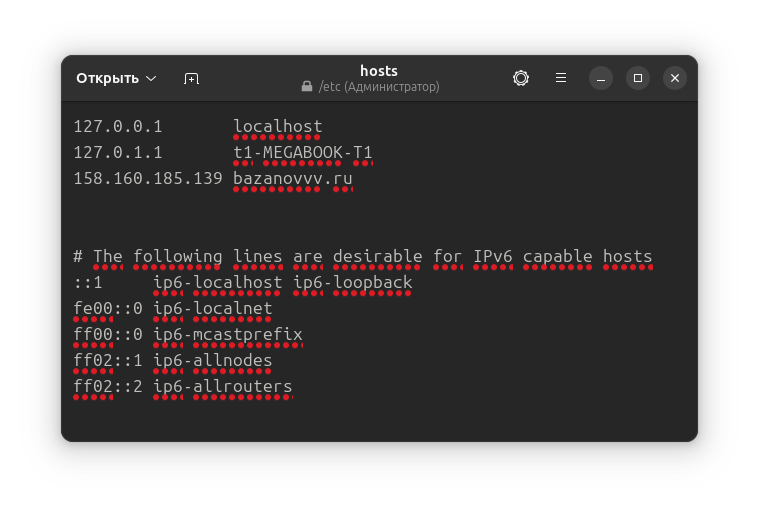 Открыть
hosts
/etc (Администратор)
127.0.0.1 localhost
127.0.1.1 t1-MEGABOOK-T1
158.160.185.139 bazanovvv.ru
# The following lines are desirable for IPv6 capable hosts
::1 ip6-localhost ip6-loopback
fe00::0 ip6-localnet
ff00::0 ip6-mcastprefix
ff02::1 ip6-allnodes
ff02::2 ip6-allrouters